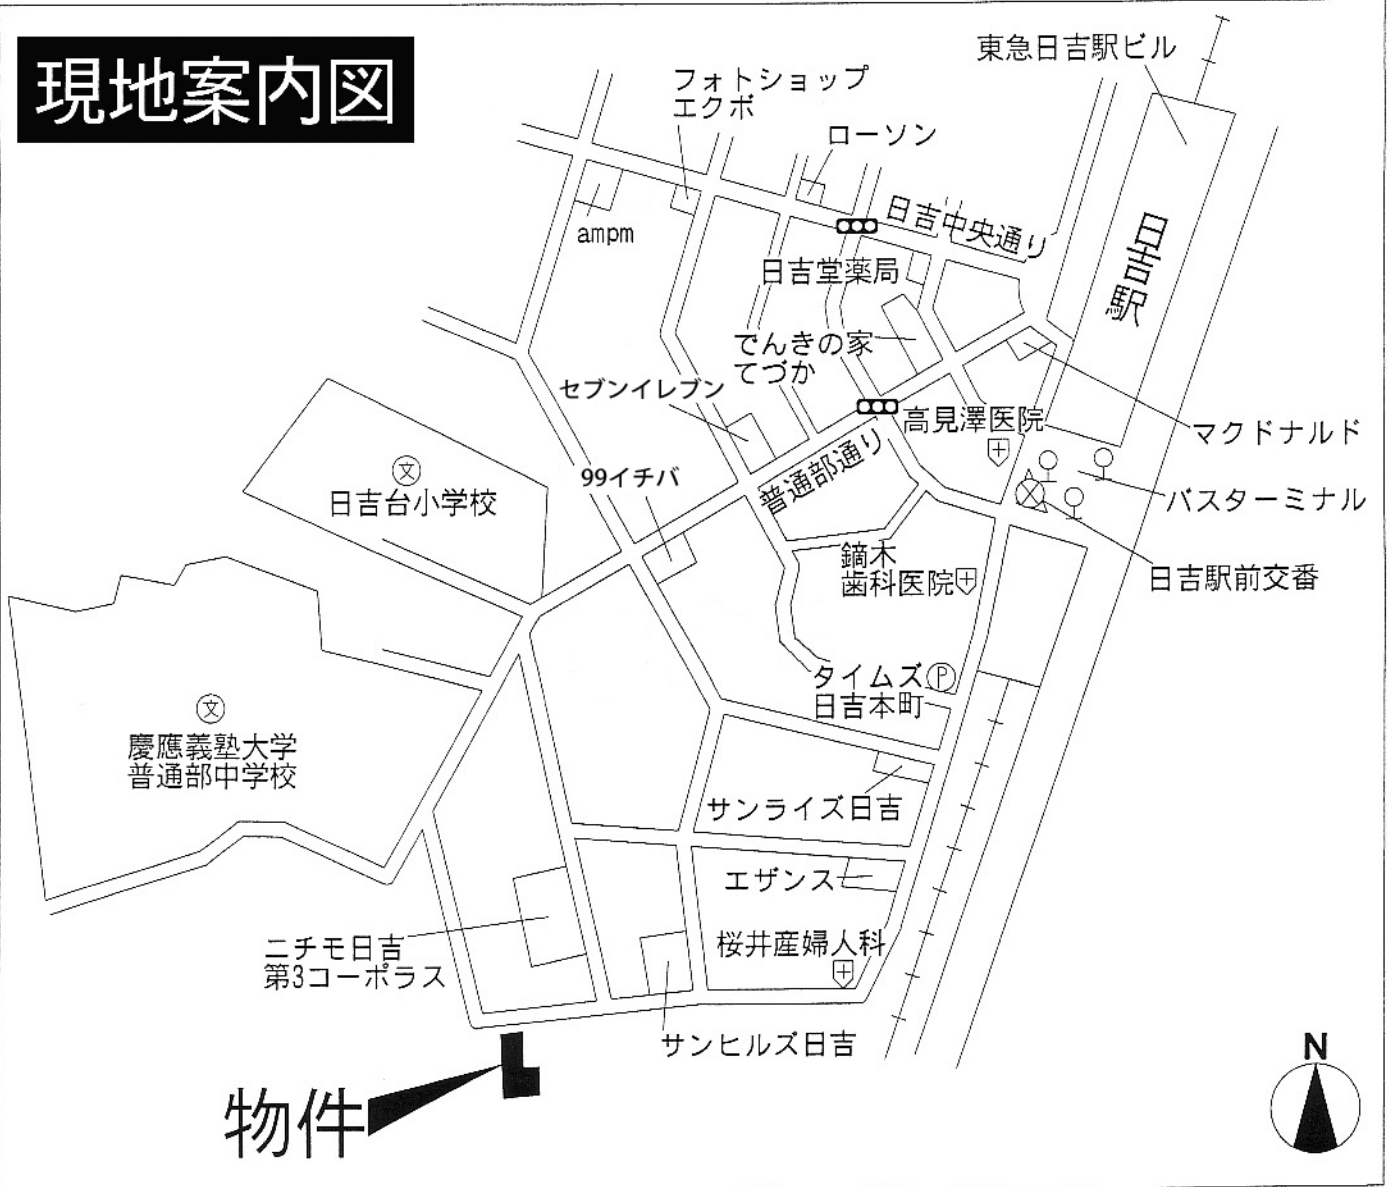 現地案内図
東急日吉駅ビル
フォトショップ
エクボ
ローソン
ampm
日吉中央通り
日吉堂薬局
日吉駅
でんきの家
てづか
セブンイレブン
高見澤医院
マクドナルド
普通部通り
99イチバ
文
日吉台小学校
バスターミナル
鏑木
歯科医院
日吉駅前交番
タイムズ
P
日吉本町
文
慶應義塾大学
普通部中学校
サンライズ日吉
エザンス
桜井産婦人科
ニチモ日吉
第3コーポラス
サンヒルズ日吉
N
物件